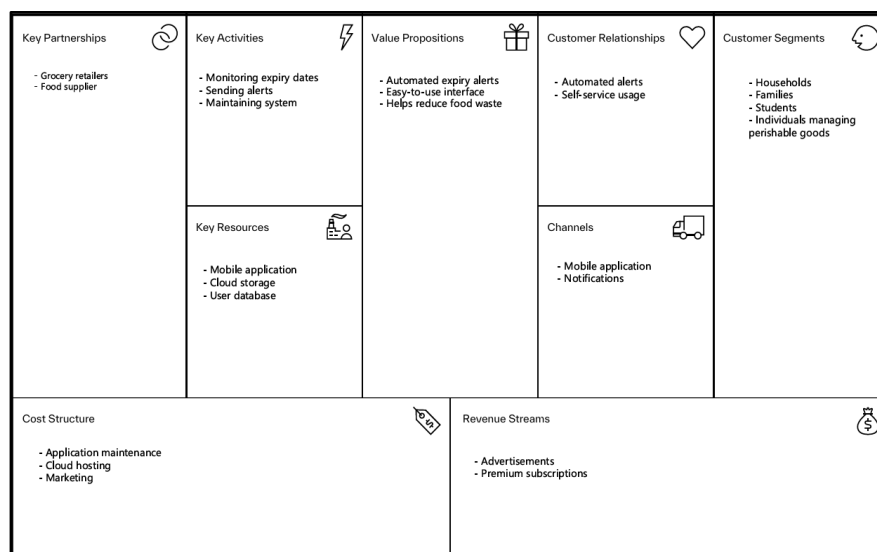 Key Partnerships
- Grocery retailers
- Food supplier
Key Activities
- Monitoring expiry dates
- Sending alerts
- Maintaining system
Key Resources
- Mobile application
- Cloud storage
- User database
Value Propositions
- Automated expiry alerts
- Easy-to-use interface
- Helps reduce food waste
Customer Relationships
- Automated alerts
- Self-service usage
Channels
- Mobile application
- Notifications
Customer Segments
- Households
- Families
- Students
- Individuals managing
perishable goods
Cost Structure
- Application maintenance
- Cloud hosting
- Marketing
Revenue Streams
- Advertisements
- Premium subscriptions